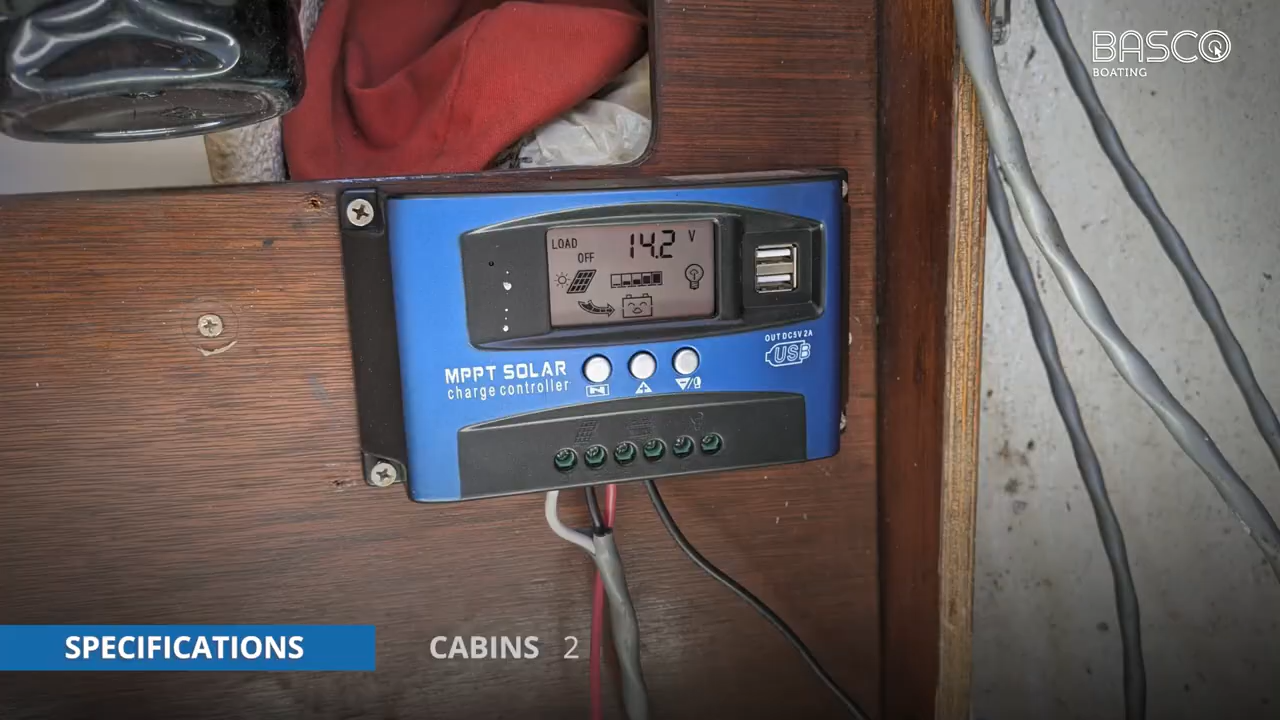 BASCO
BOATING
LOAD
14.2 V
OFF
OUT DC5V 2A
USB
MPPT SOLAR
charge controller
SPECIFICATIONS
CABINS 2